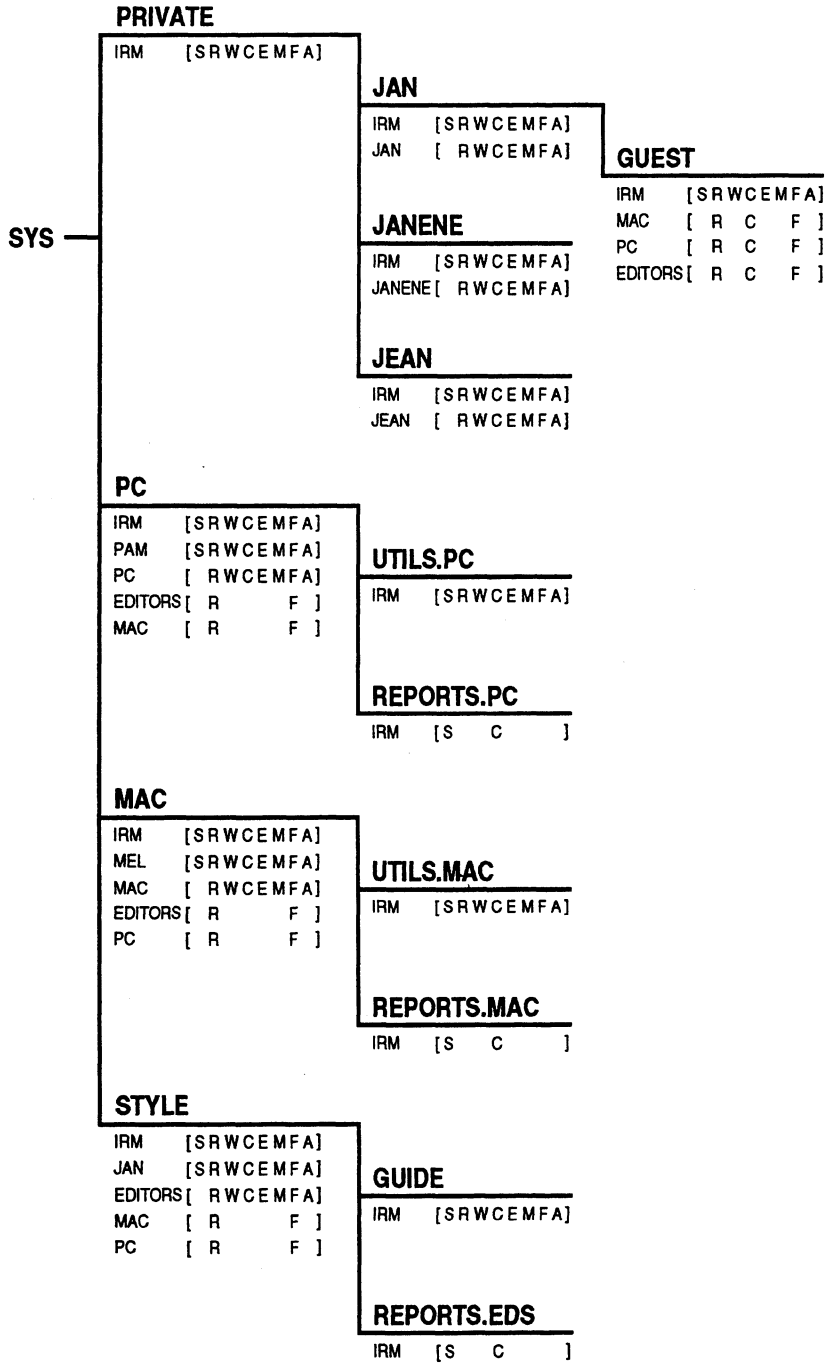 PRIVATE
IRM [SRWCEMFA]
JAN
IRM [SRWCEMFA]
JAN [ RWCEMFA]
GUEST
IRM [SRWCEMFA]
MAC [ R C F ]
PC [ R C F ]
EDITORS[ R C F ]
SYS
JANENE
IRM [SRWCEMFA]
JANENE[ RWCEMFA]
JEAN
IRM [SRWCEMFA]
JEAN [ RWCEMFA]
PC
IRM [SRWCEMFA]
PAM [SRWCEMFA]
PC [ RWCEMFA]
EDITORS[ R F ]
MAC [ R F ]
UTILS.PC
IRM [SRWCEMFA]
REPORTS.PC
IRM [S C ]
MAC
IRM [SRWCEMFA]
MEL [SRWCEMFA]
MAC [ RWCEMFA]
EDITORS[ R F ]
PC [ R F ]
UTILS.MAC
IRM [SRWCEMFA]
REPORTS.MAC
IRM [S C ]
STYLE
IRM [SRWCEMFA]
JAN [SRWCEMFA]
EDITORS[ RWCEMFA]
MAC [ R F ]
PC [ R F ]
GUIDE
IRM [SRWCEMFA]
REPORTS.EDS
IRM [S C ]